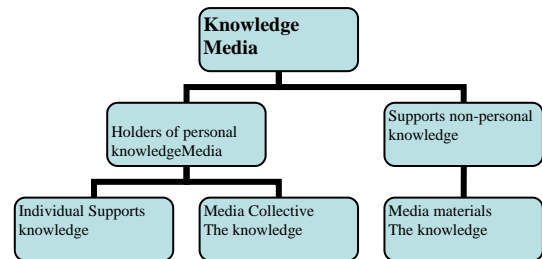 Knowledge
Media
Holders of personal
knowledgeMedia
Supports non-personal
knowledge
Individual Supports
knowledge
Media Collective
The knowledge
Media materials
The knowledge